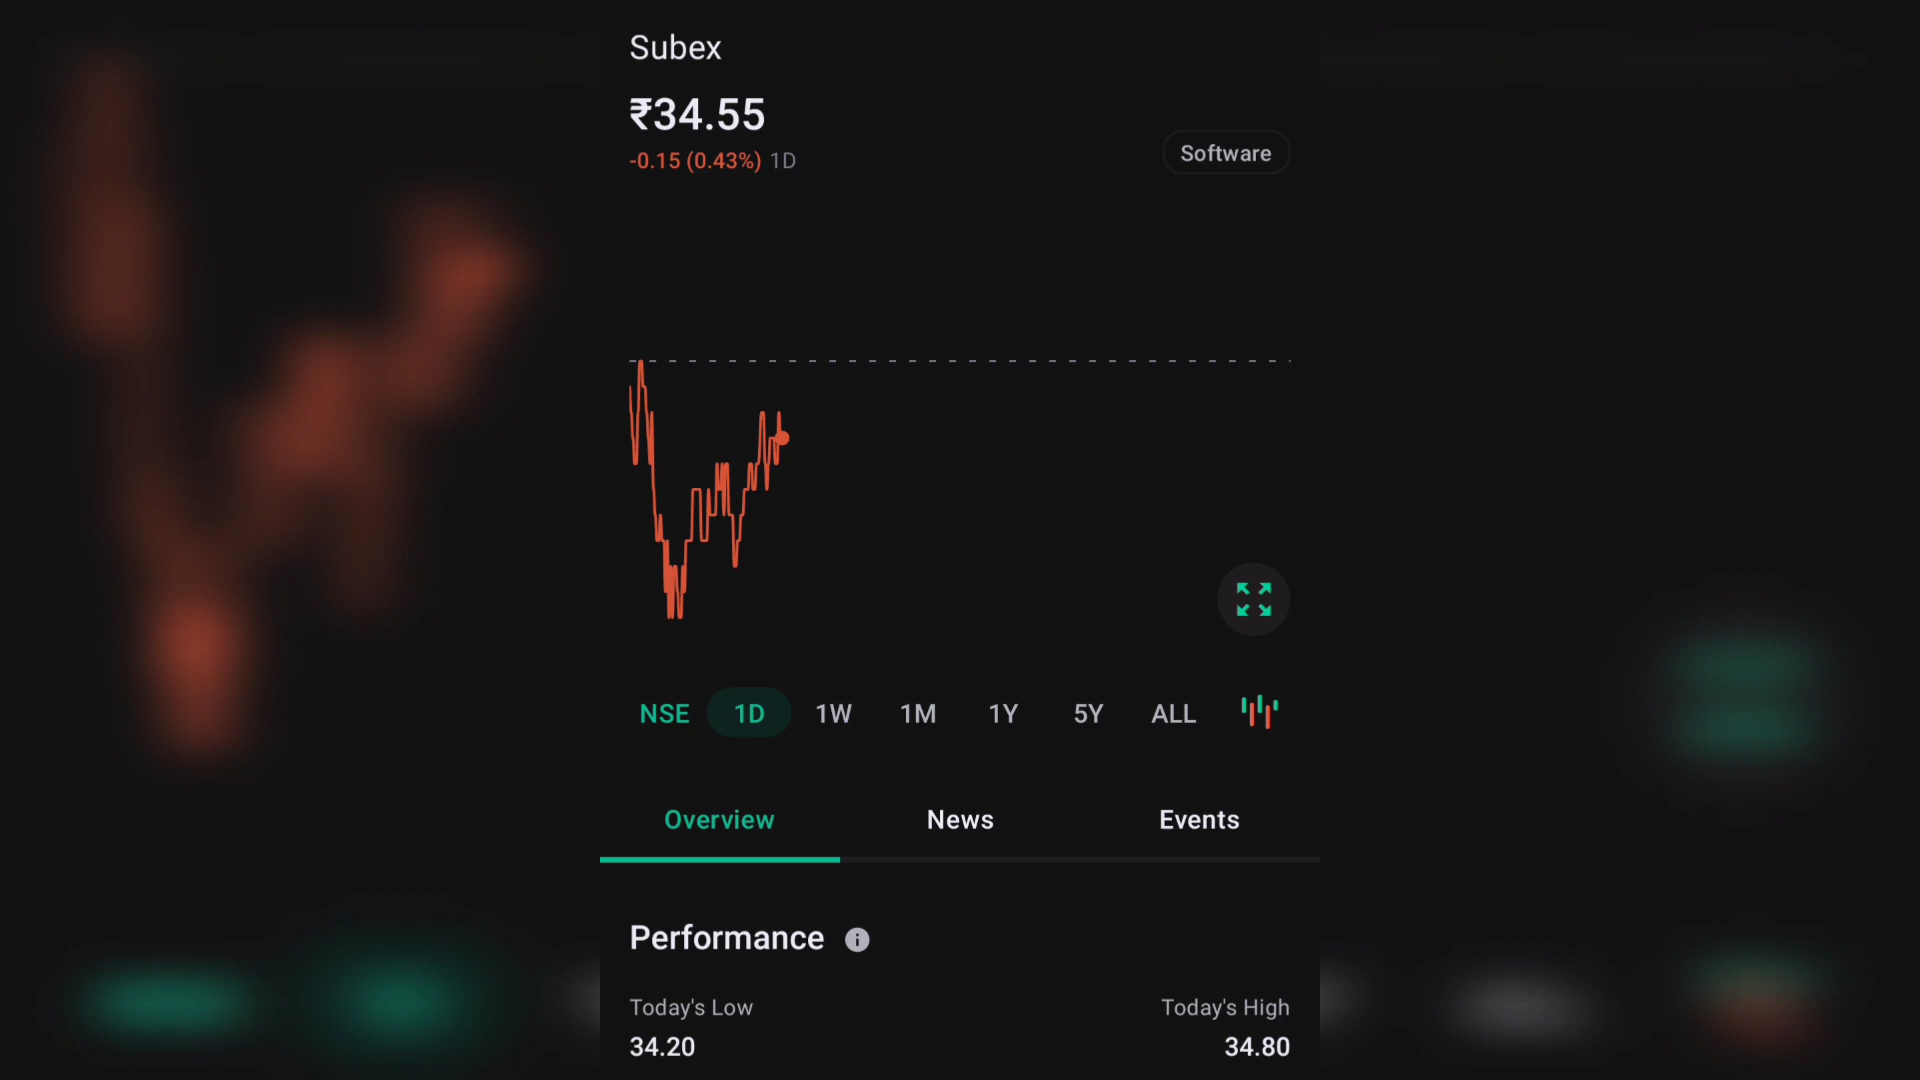 Subex
₹34.55
-0.15 (0.43%) 1D
Software
NSE 1D 1W 1M 1Y 5Y ALL
Overview News Events
Performance
Today's Low Today's High
34.20 34.80